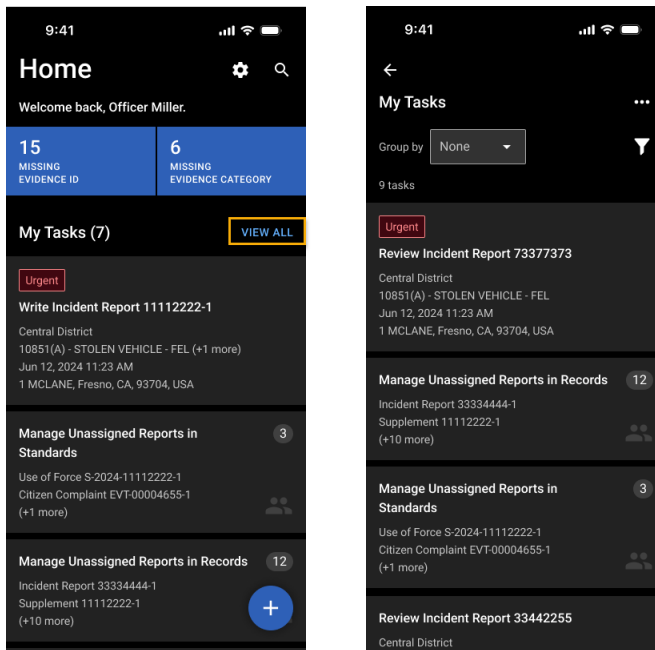 9:41
Home
Welcome back, Officer Miller.
15
MISSING
EVIDENCE ID
6
MISSING
EVIDENCE CATEGORY
My Tasks (7)
VIEW ALL
Urgent
Write Incident Report 11112222-1
Central District
10851(A) - STOLEN VEHICLE - FEL (+1 more)
Jun 12, 2024 11:23 AM
1 MCLANE, Fresno, CA, 93704, USA
Manage Unassigned Reports in
Standards
3
Use of Force S-2024-11112222-1
Citizen Complaint EVT-00004655-1
(+1 more)
Manage Unassigned Reports in Records
12
Incident Report 33334444-1
Supplement 11112222-1
(+10 more)
9:41
My Tasks
Group by
None
9 tasks
Urgent
Review Incident Report 73377373
Central District
10851(A) - STOLEN VEHICLE - FEL
Jun 12, 2024 11:23 AM
1 MCLANE, Fresno, CA, 93704, USA
Manage Unassigned Reports in Records
12
Incident Report 33334444-1
Supplement 11112222-1
(+10 more)
Manage Unassigned Reports in
Standards
3
Use of Force S-2024-11112222-1
Citizen Complaint EVT-00004655-1
(+1 more)
Review Incident Report 33442255
Central District